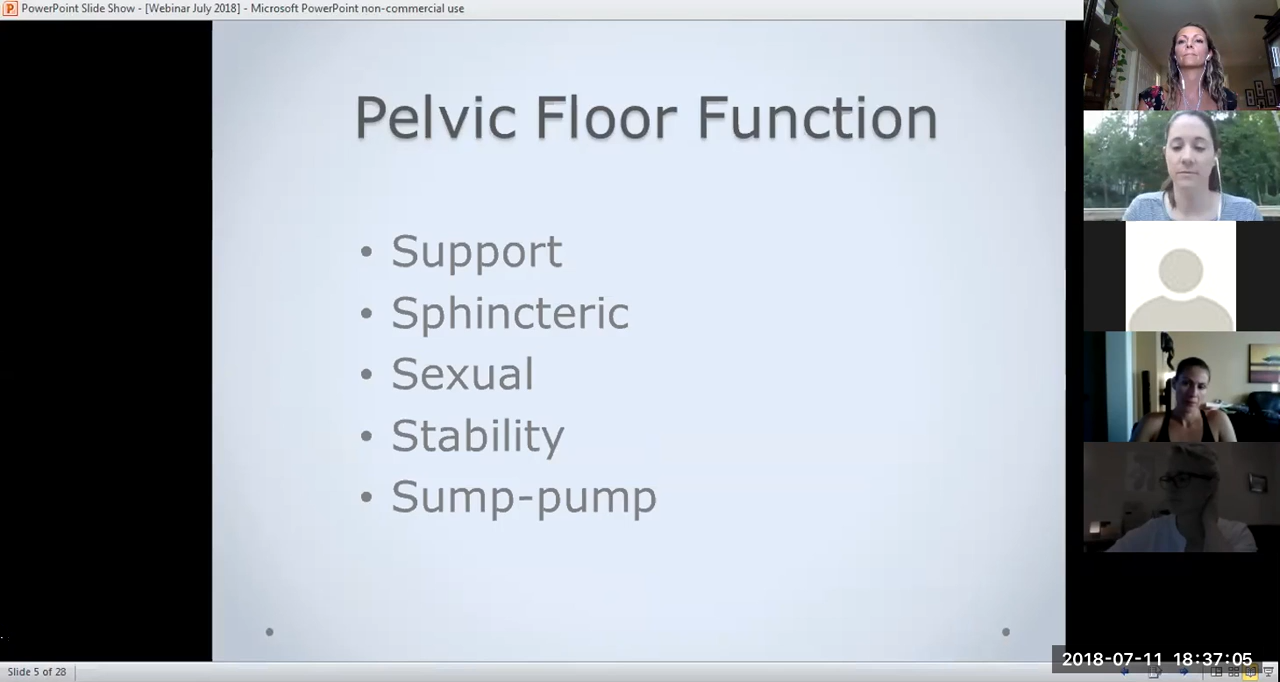 PowerPoint Slide Show - [Webinar July 2018] - Microsoft PowerPoint non-commercial use
Pelvic Floor Function
• Support
• Sphincteric
• Sexual
• Stability
• Sump-pump
2018-07-11 18:37:05
Slide 5 of 28